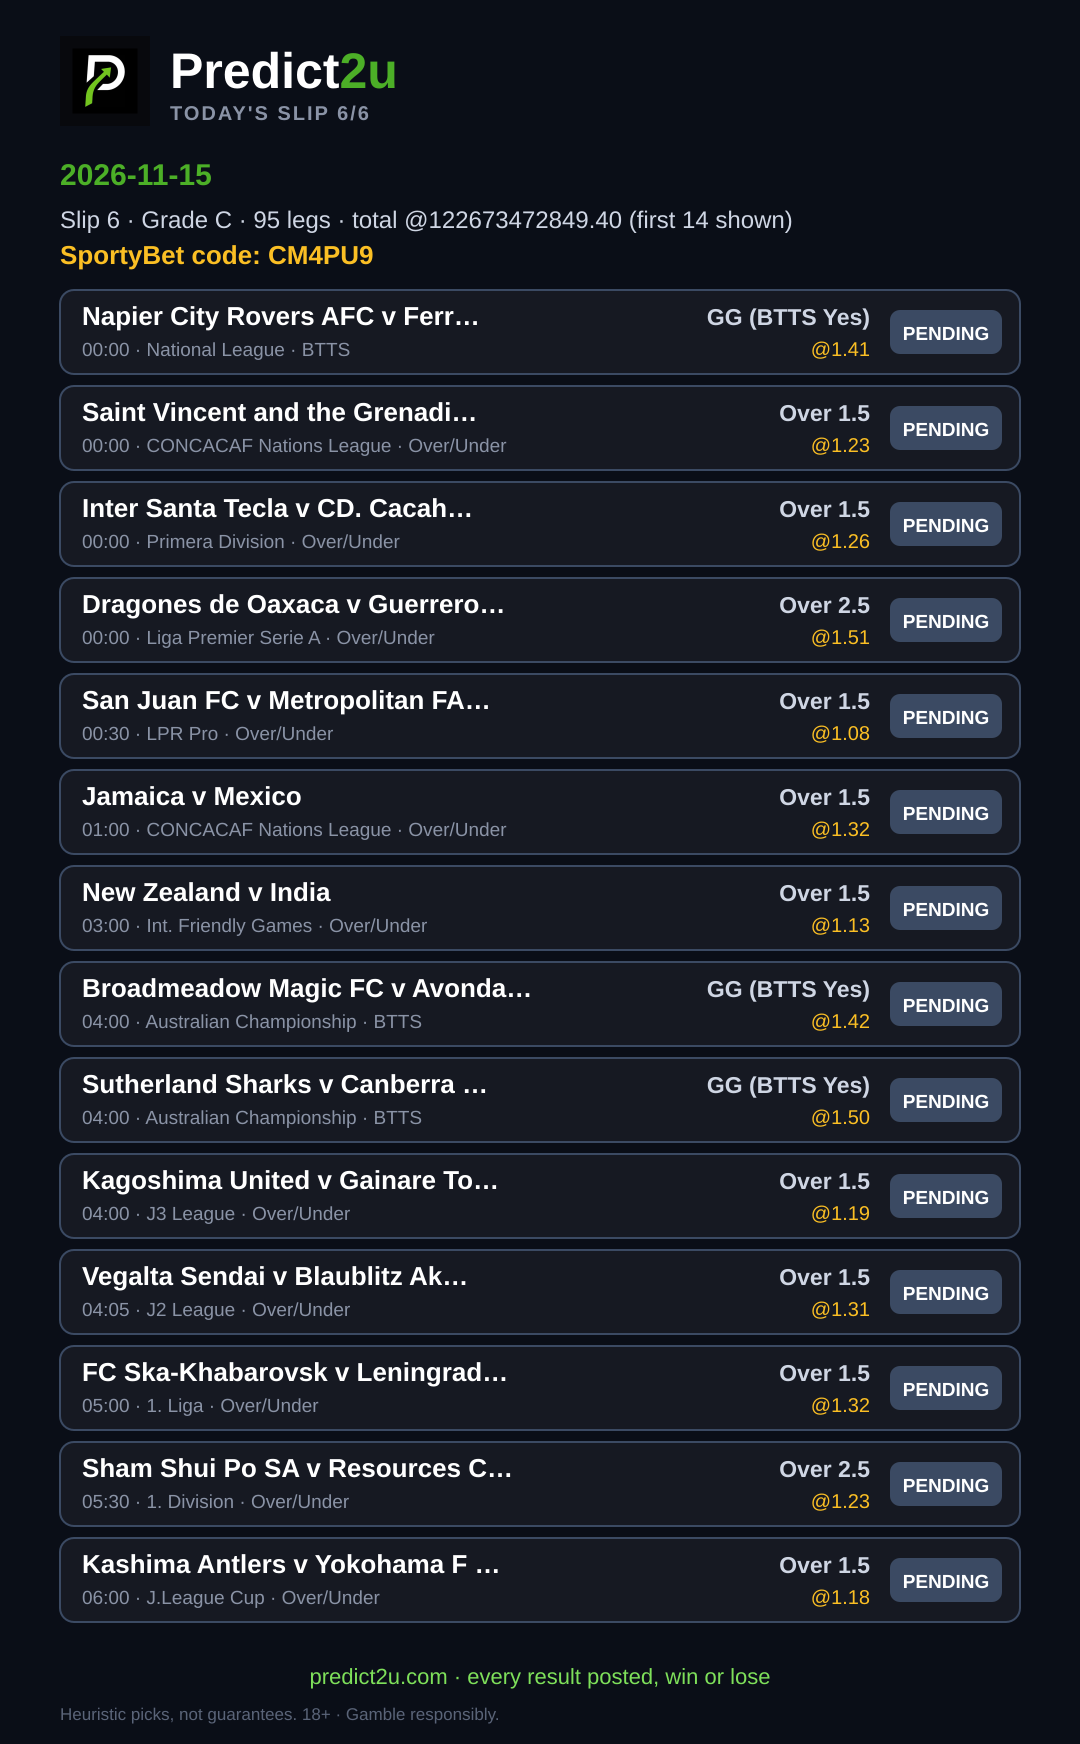 Predict2u
TODAY'S SLIP 6/6
2026-11-15
Slip 6 · Grade C · 95 legs · total @122673472849.40 (first 14 shown)
SportyBet code: CM4PU9
Napier City Rovers AFC v Ferr… GG (BTTS Yes) PENDING
00:00 · National League · BTTS @1.41
Saint Vincent and the Grenadi… Over 1.5 PENDING
00:00 · CONCACAF Nations League · Over/Under @1.23
Inter Santa Tecla v CD. Cacah… Over 1.5 PENDING
00:00 · Primera Division · Over/Under @1.26
Dragones de Oaxaca v Guerrero… Over 2.5 PENDING
00:00 · Liga Premier Serie A · Over/Under @1.51
San Juan FC v Metropolitan FA… Over 1.5 PENDING
00:30 · LPR Pro · Over/Under @1.08
Jamaica v Mexico Over 1.5 PENDING
01:00 · CONCACAF Nations League · Over/Under @1.32
New Zealand v India Over 1.5 PENDING
03:00 · Int. Friendly Games · Over/Under @1.13
Broadmeadow Magic FC v Avonda… GG (BTTS Yes) PENDING
04:00 · Australian Championship · BTTS @1.42
Sutherland Sharks v Canberra … GG (BTTS Yes) PENDING
04:00 · Australian Championship · BTTS @1.50
Kagoshima United v Gainare To… Over 1.5 PENDING
04:00 · J3 League · Over/Under @1.19
Vegalta Sendai v Blaublitz Ak… Over 1.5 PENDING
04:05 · J2 League · Over/Under @1.31
FC Ska-Khabarovsk v Leningrad… Over 1.5 PENDING
05:00 · 1. Liga · Over/Under @1.32
Sham Shui Po SA v Resources C… Over 2.5 PENDING
05:30 · 1. Division · Over/Under @1.23
Kashima Antlers v Yokohama F … Over 1.5 PENDING
06:00 · J.League Cup · Over/Under @1.18
predict2u.com · every result posted, win or lose
Heuristic picks, not guarantees. 18+ · Gamble responsibly.